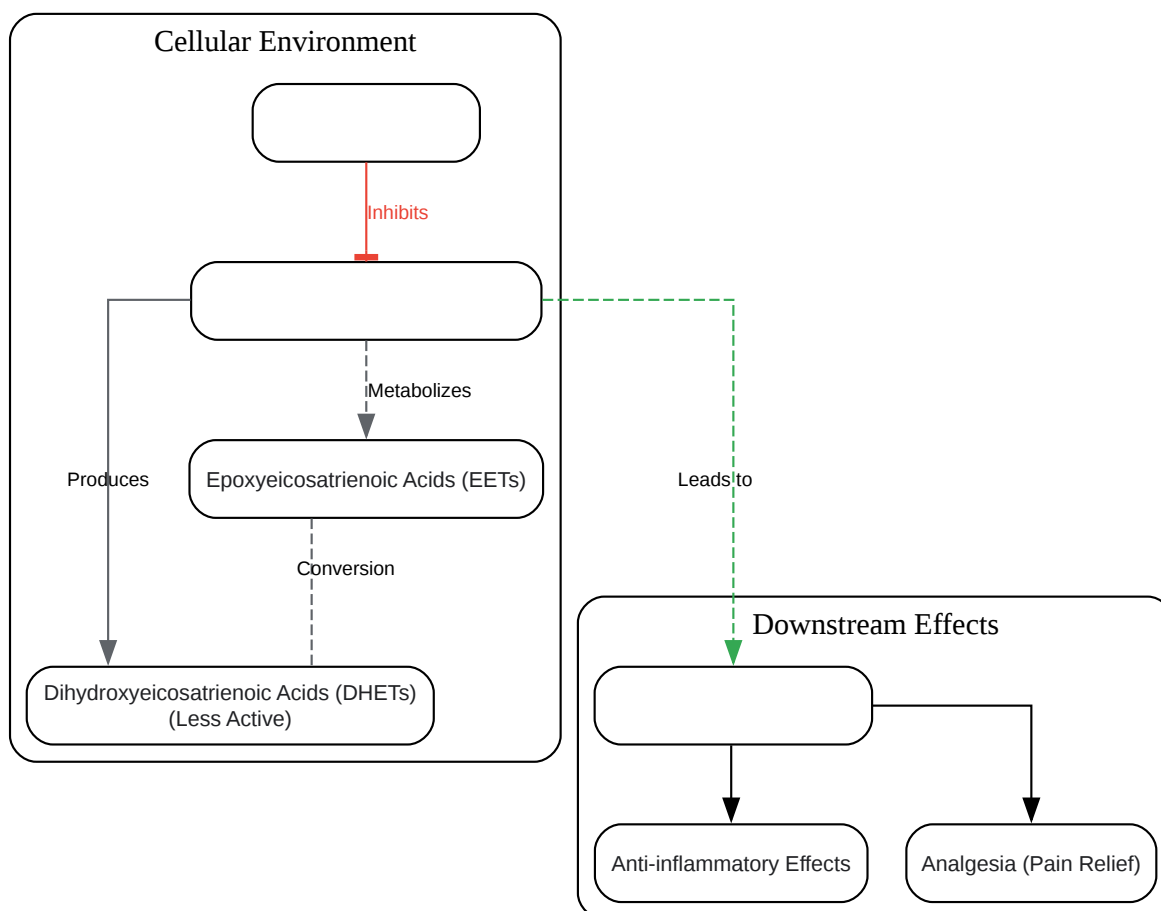 Cellular Environment
Inhibits
Metabolizes
Produces
Epoxyeicosatrienoic Acids (EETs)
Leads to
Conversion
Downstream Effects
Dihydroxyeicosatrienoic Acids (DHETs)
(Less Active)
Anti-inflammatory Effects
Analgesia (Pain Relief)